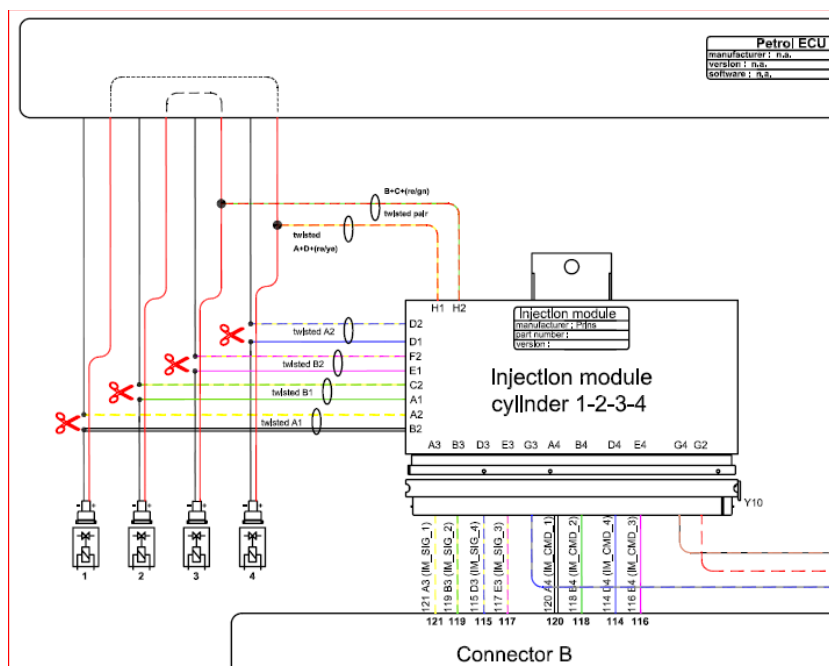 Petrol ECU
manufacturer : n.a.
version : n.a.
software : n.a.
B+C+(re/gn)
twisted pair
twisted
A+D+(re/ye)
H1 H2
Injection module
manufacturer : Prins
part number :
version :
D2
twisted A2
D1
F2
twisted B2
E1
C2
twisted B1
A1
A2
twisted A1
B2
Injection module
cylinder 1-2-3-4
A3 B3 D3 E3 G3 A4 B4 D4 E4 G4 G2
Y10
1 2 3 4
121 A3 (IM_SIG_1)
119 B3 (IM_SIG_2)
115 D3 (IM_SIG_4)
117 E3 (IM_SIG_3)
120 A4 (IM_CMD_1)
118 B4 (IM_CMD_2)
114 D4 (IM_CMD_4)
116 E4 (IM_CMD_3)
121 119 115 117 120 118 114 116
Connector B